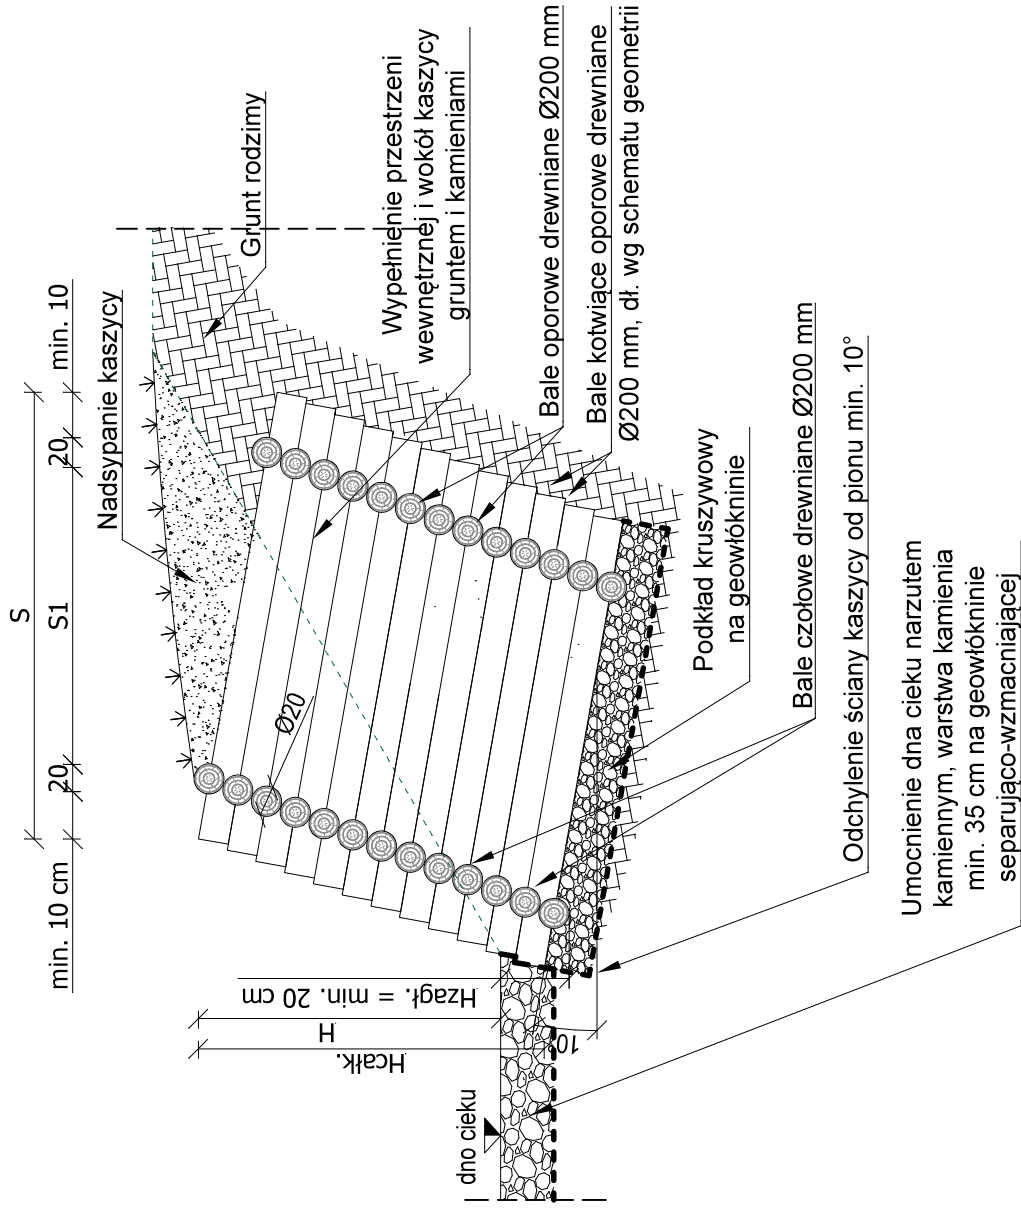 S
min. 10 cm
20
S1
20
min. 10
Nadsypanie kaszycy
Grunt rodzimy
Wypełnienie przestrzeni
wewnętrznej i wokół kaszycy
gruntem i kamieniami
Bale oporowe drewniane Ø200 mm
Bale kotwiące oporowe drewniane
Ø200 mm, dł. wg schematu geometrii
Ø20
Podkład kruszywowy
na geowłókninie
Bale czołowe drewniane Ø200 mm
Odchylenie ściany kaszycy od pionu min. 10°
Umocnienie dna cieku narzutem
kamiennym, warstwa kamienia
min. 35 cm na geowłókninie
separująco-wzmacniającej
Hzagł. = min. 20 cm
H
Hcałk.
10°
dno cieku